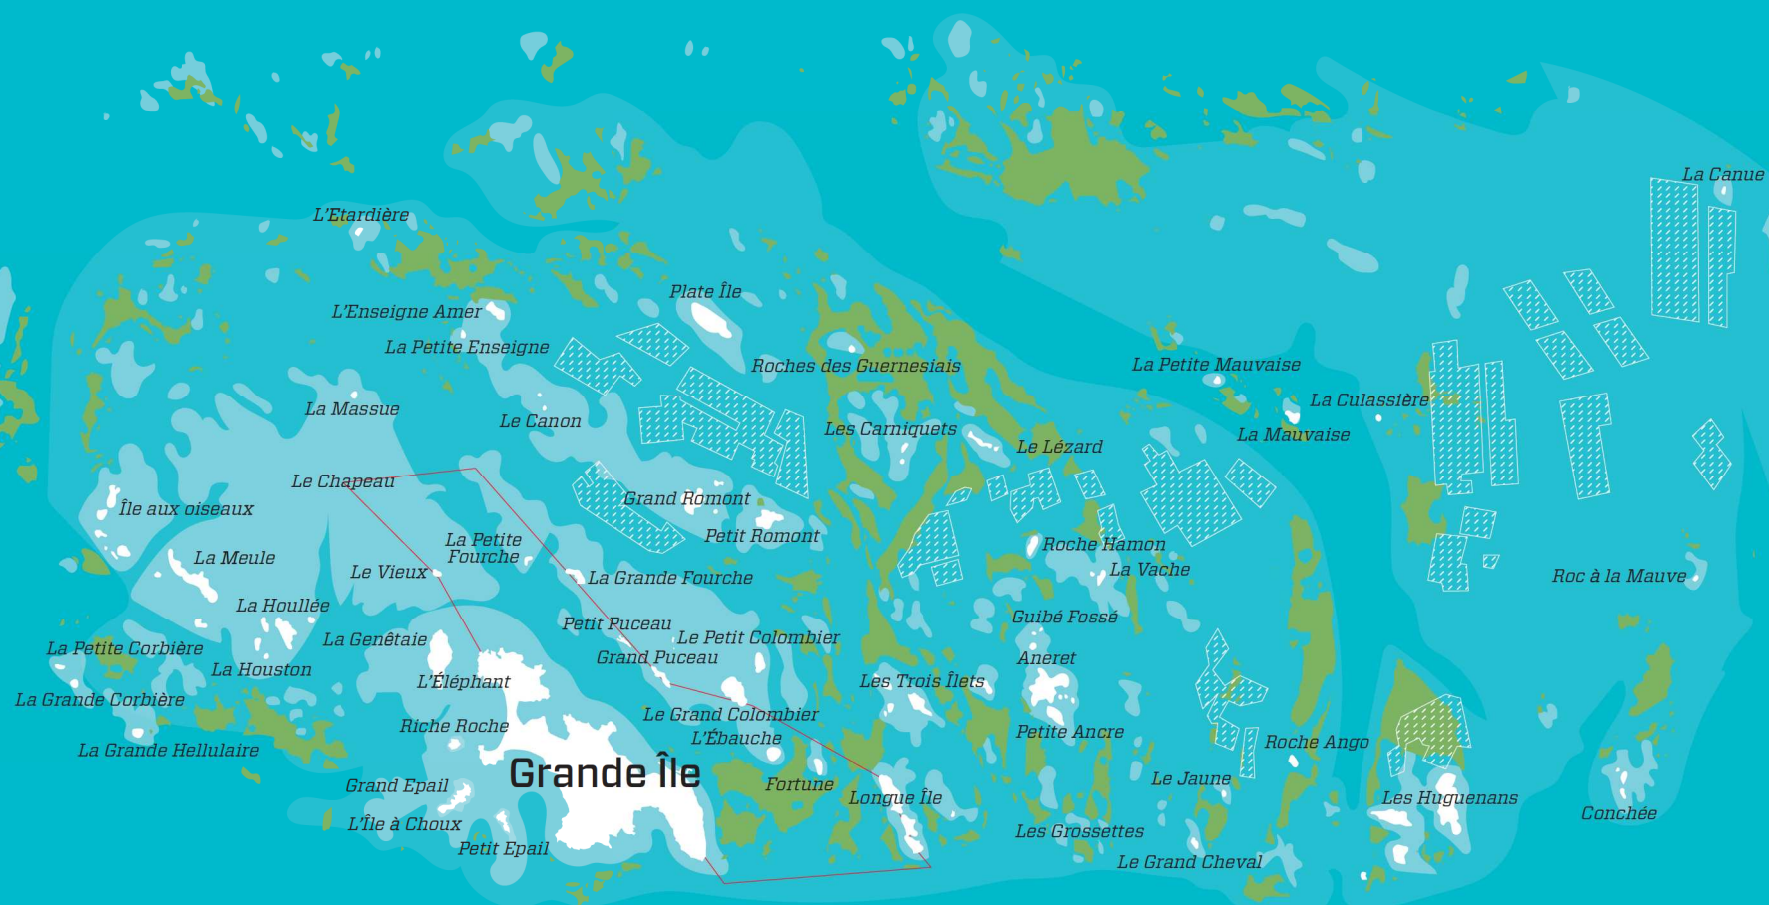 La Canue
L'Etardière
Plate Île
L'Enseigne Amer
La Petite Enseigne
Roches des Guernesiais
La Petite Mauvaise
La Culassière
La Massue
Le Canon
Les Carniquets
La Mauvaise
Le Lézard
Le Chapeau
Grand Romont
Île aux oiseaux
Petit Romont
La Petite
Fourche
Roche Hamon
La Meule
Le Vieux
La Grande Fourche
La Vache
Roc à la Mauve
La Houllée
Guibé Fossé
Petit Puceau
La Genêtaie
Le Petit Colombier
La Petite Corbière
Grand Puceau
Aneret
La Houston
L'Éléphant
Les Trois Îlets
La Grande Corbière
Le Grand Colombier
Riche Roche
Petite Ancre
L'Ébauche
Roche Ango
La Grande Hellulaire
Grande Île
Le Jaune
Grand Epail
Fortune
Longue Île
Les Huguenans
Conchée
L'Île à Choux
Les Grossettes
Petit Epail
Le Grand Cheval